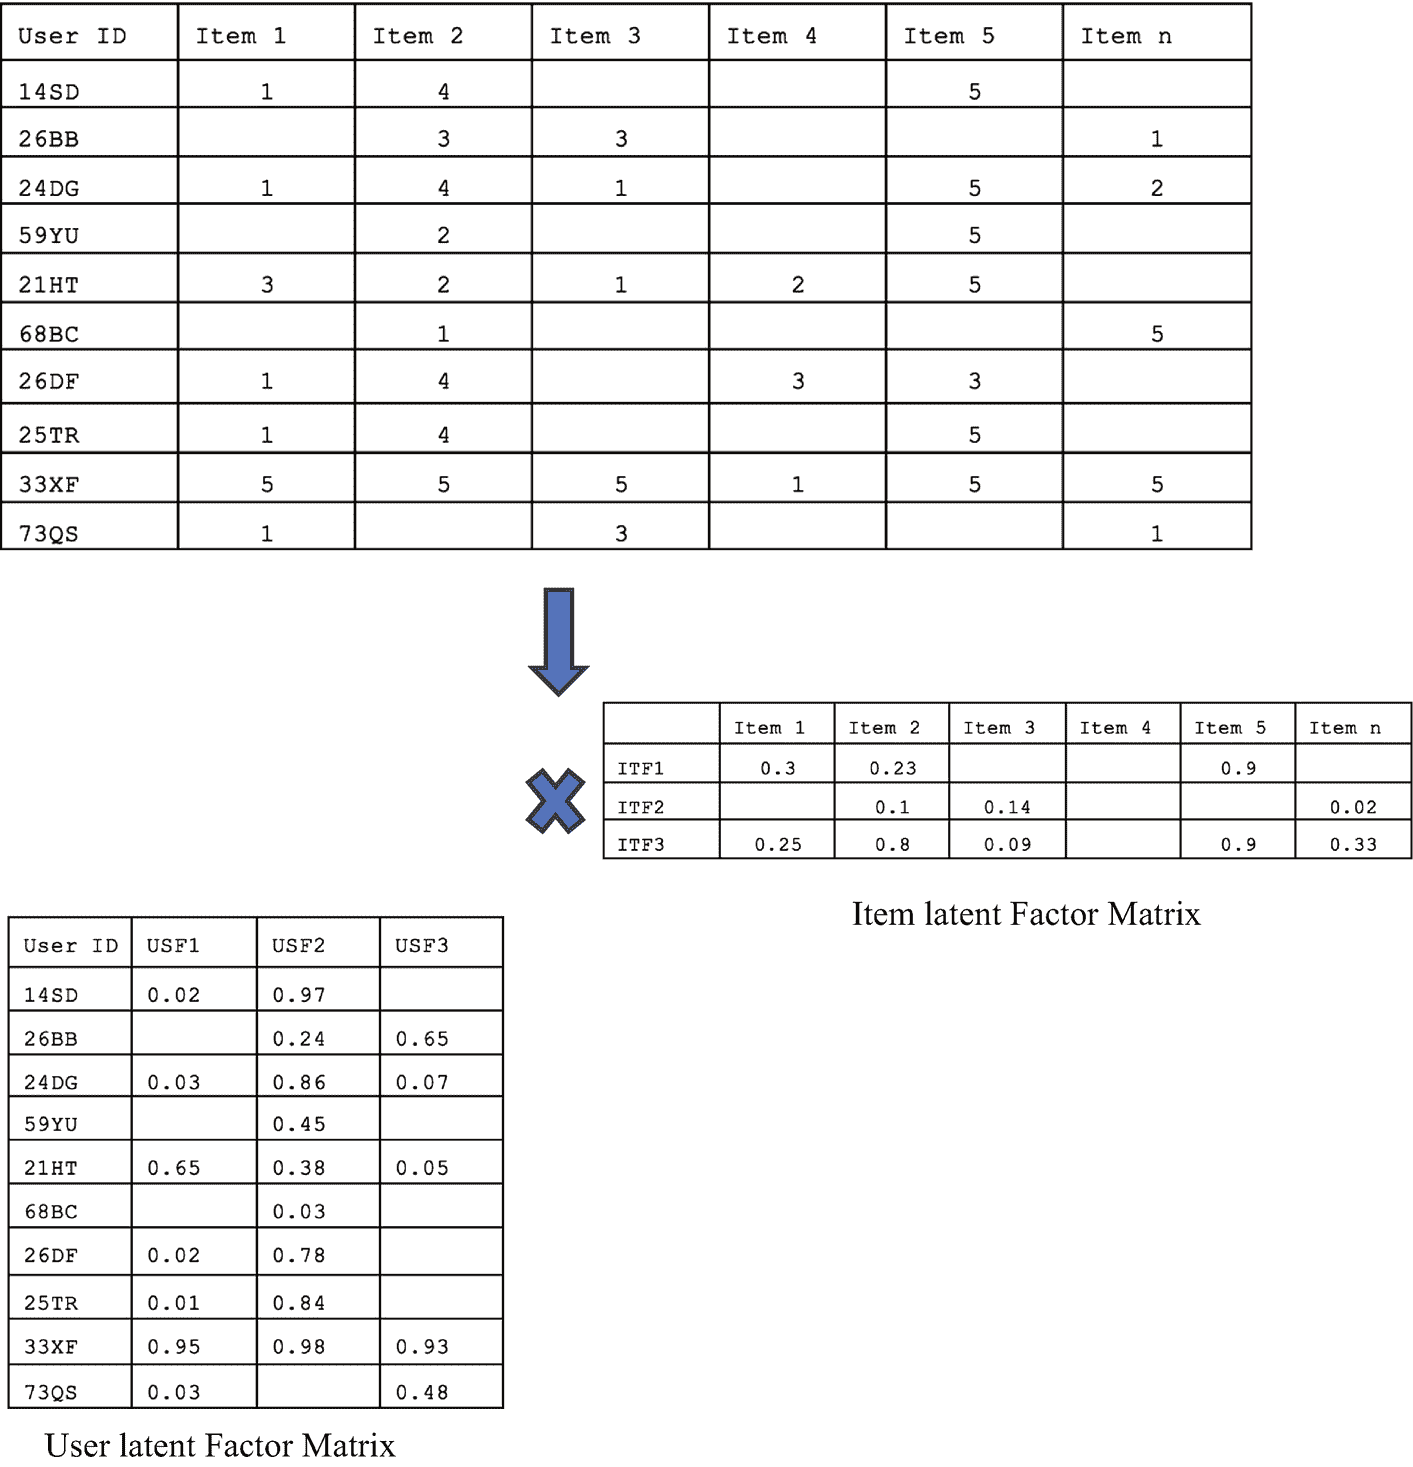 User ID Item 1 Item 2 Item 3 Item 4 Item 5 Item n
14SD 1 4 5
26BB 3 3 1
24DG 1 4 1 5 2
59YU 2 5
21HT 3 2 1 2 5
68BC 1 5
26DF 1 4 3 3
25TR 1 4 5
33XF 5 5 5 1 5 5
73QS 1 3 1
Item 1 Item 2 Item 3 Item 4 Item 5 Item n
ITF1 0.3 0.23 0.9
ITF2 0.1 0.14 0.02
ITF3 0.25 0.8 0.09 0.9 0.33
Item latent Factor Matrix
User ID USF1 USF2 USF3
14SD 0.02 0.97
26BB 0.24 0.65
24DG 0.03 0.86 0.07
59YU 0.45
21HT 0.65 0.38 0.05
68BC 0.03
26DF 0.02 0.78
25TR 0.01 0.84
33XF 0.95 0.98 0.93
73QS 0.03 0.48
User latent Factor Matrix